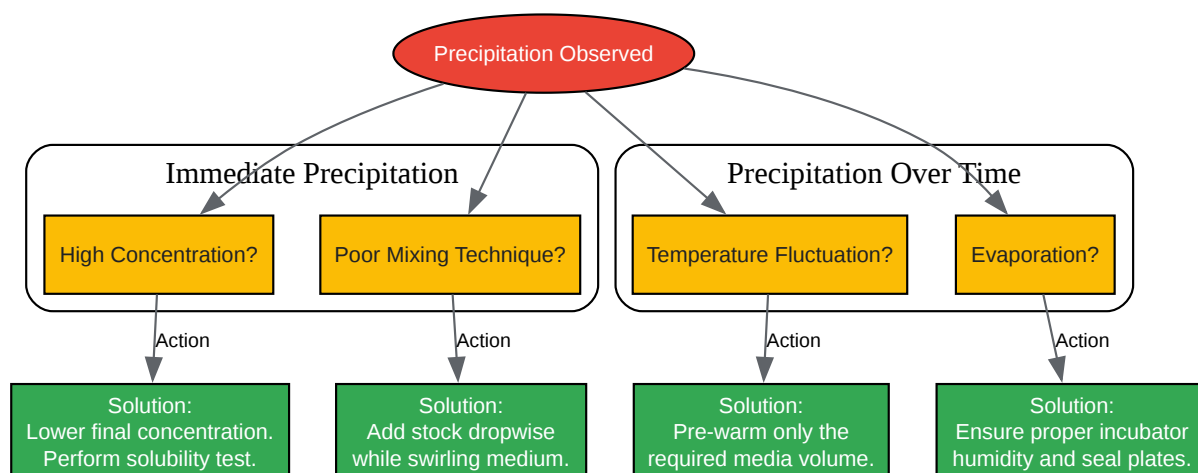 Precipitation Observed
Immediate Precipitation
Precipitation Over Time
High Concentration?
Poor Mixing Technique?
Temperature Fluctuation?
Evaporation?
Action
Action
Action
Action
Solution:
Lower final concentration.
Perform solubility test.
Solution:
Add stock dropwise
while swirling medium.
Solution:
Pre-warm only the
required media volume.
Solution:
Ensure proper incubator
humidity and seal plates.